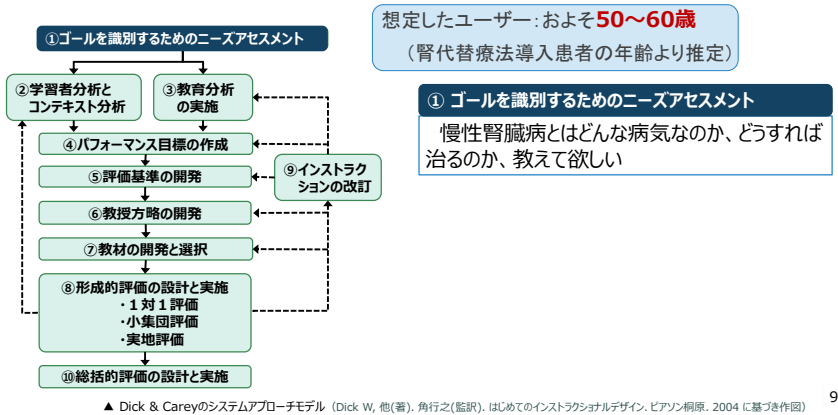 ①ゴールを識別するためのニーズアセスメント
②学習者分析と
コンテキスト分析
③教育分析
の実施
④パフォーマンス目標の作成
⑤評価基準の開発
⑥教授方略の開発
⑦教材の開発と選択
⑧形成的評価の設計と実施
・１対１評価
・小集団評価
・実地評価
⑨インストラク
ションの改訂
⑩総括的評価の設計と実施
想定したユーザー：およそ50～60歳
（腎代替療法導入患者の年齢より推定）
① ゴールを識別するためのニーズアセスメント
慢性腎臓病とはどんな病気なのか、どうすれば
治るのか、教えて欲しい
▲ Dick & Careyのシステムアプローチモデル（Dick W, 他(著). 角行之(監訳). はじめてのインストラクショナルデザイン. ピアソン桐原. 2004 に基づき作図）
9